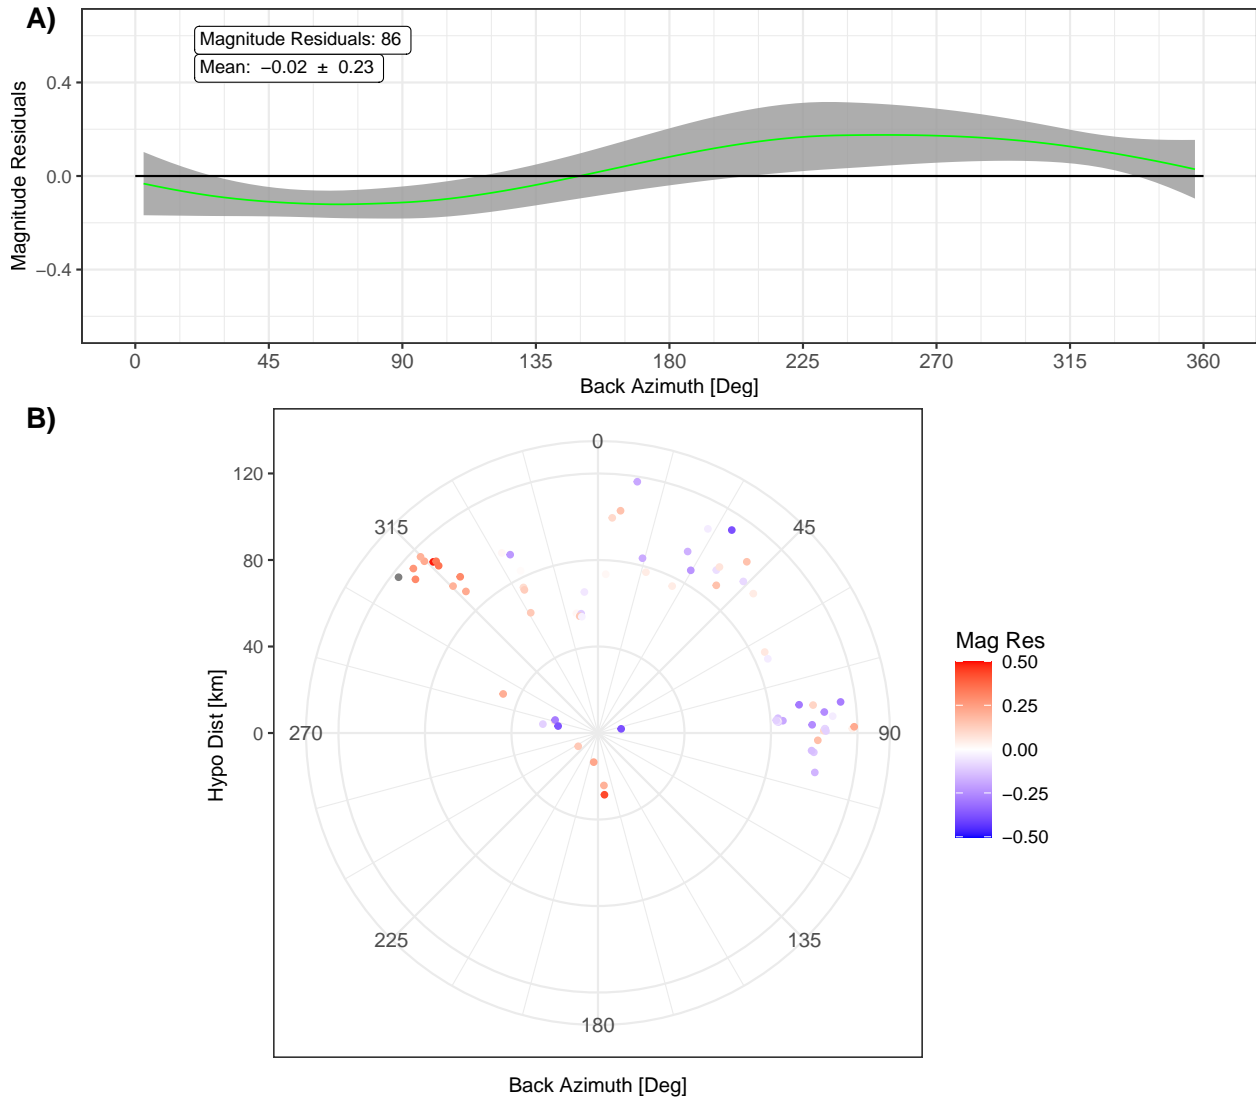 A)
Magnitude Residuals: 86
Mean:  −0.02  ±  0.23
Magnitude Residuals
0.4
0.0
−0.4
0 45 90 135 180 225 270 315 360
Back Azimuth [Deg]
B)
Hypo Dist [km]
120
80
40
0
0
45
90
135
180
225
270
315
Back Azimuth [Deg]
Mag Res
0.50
0.25
0.00
−0.25
−0.50